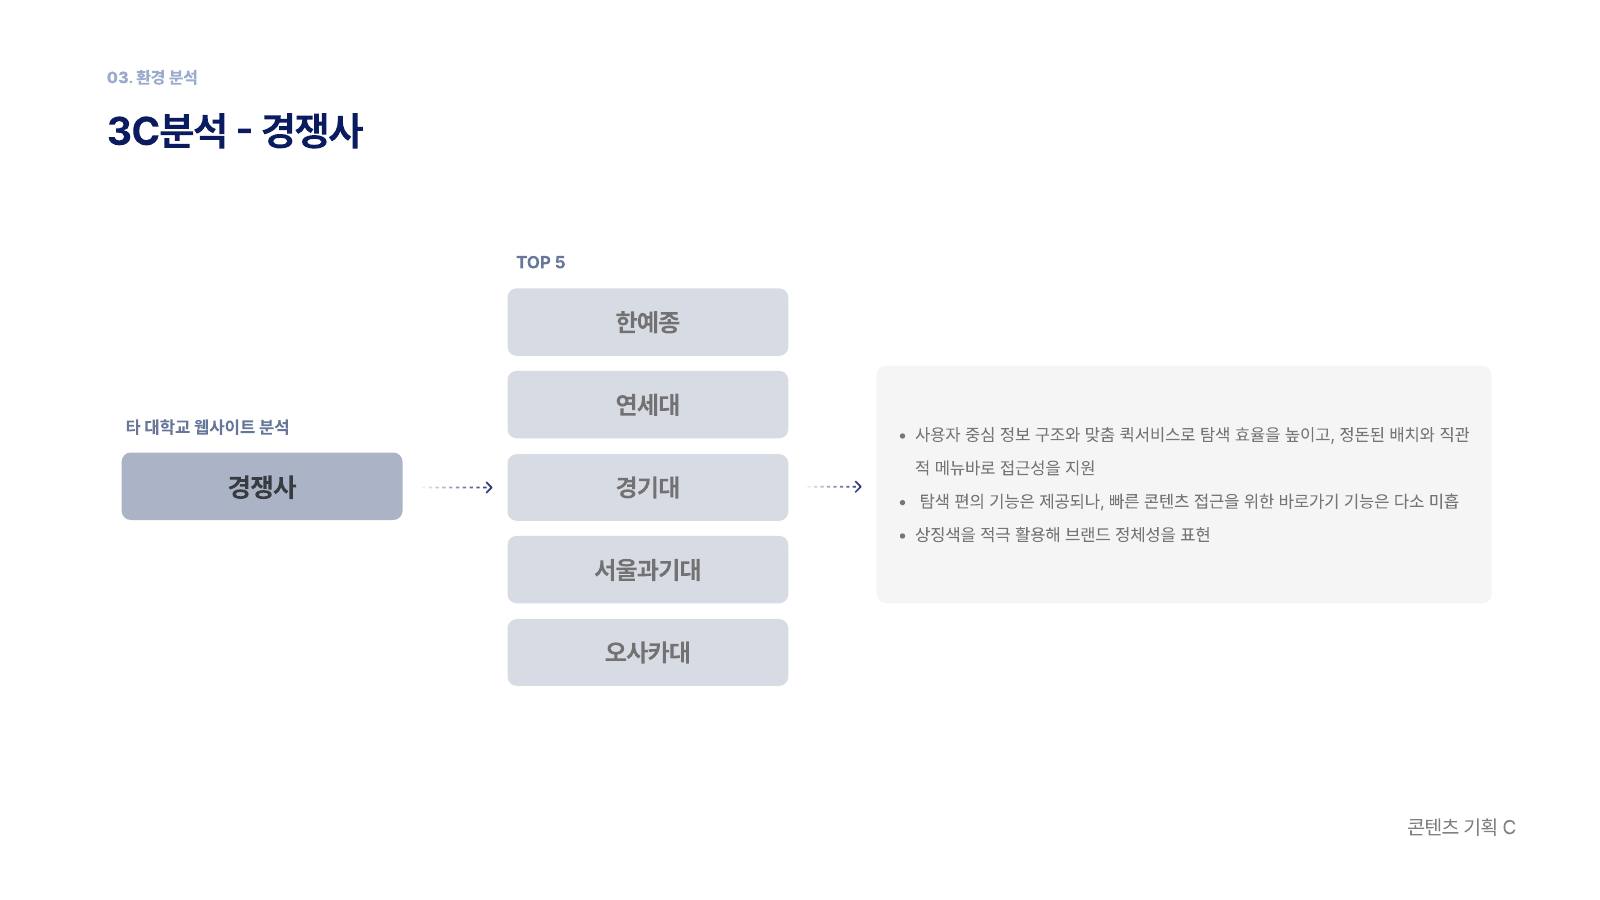 03. 환경 분석
3C분석 - 경쟁사
타 대학교 웹사이트 분석
경쟁사
TOP 5
한예종
연세대
경기대
서울과기대
오사카대
• 사용자 중심 정보 구조와 맞춤 퀵서비스로 탐색 효율을 높이고, 정돈된 배치와 직관
적 메뉴바로 접근성을 지원
• 탐색 편의 기능은 제공되나, 빠른 콘텐츠 접근을 위한 바로가기 기능은 다소 미흡
• 상징색을 적극 활용해 브랜드 정체성을 표현
콘텐츠 기획 C